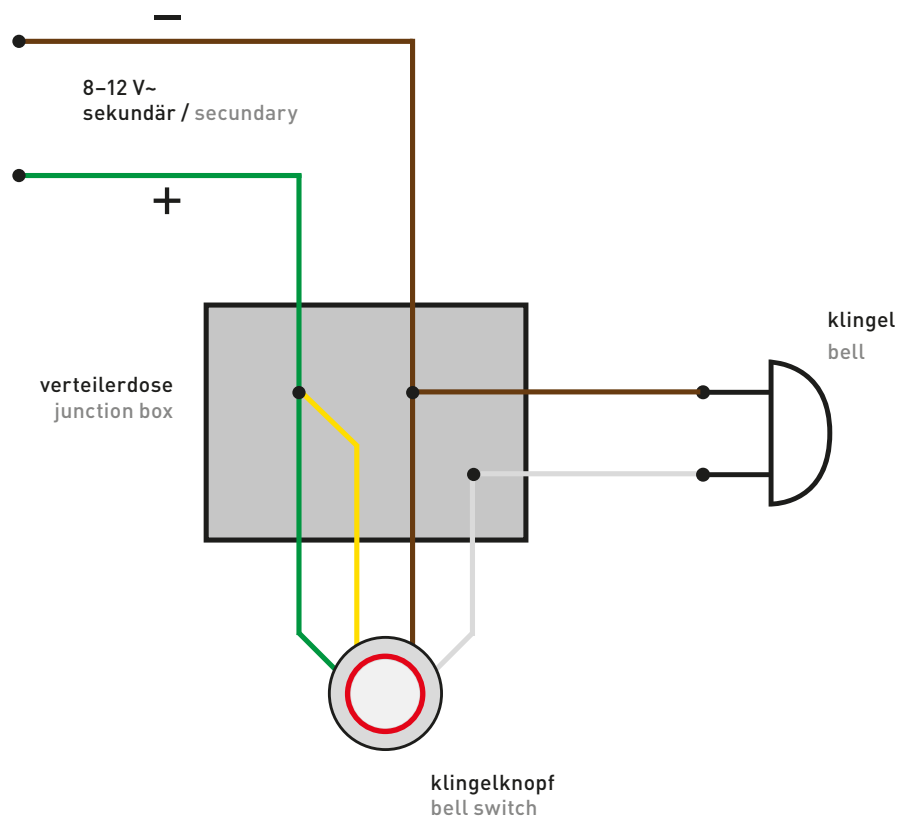 −
8–12 V~
sekundär / secundary
+
klingel
bell
verteilerdose
junction box
klingelknopf
bell switch